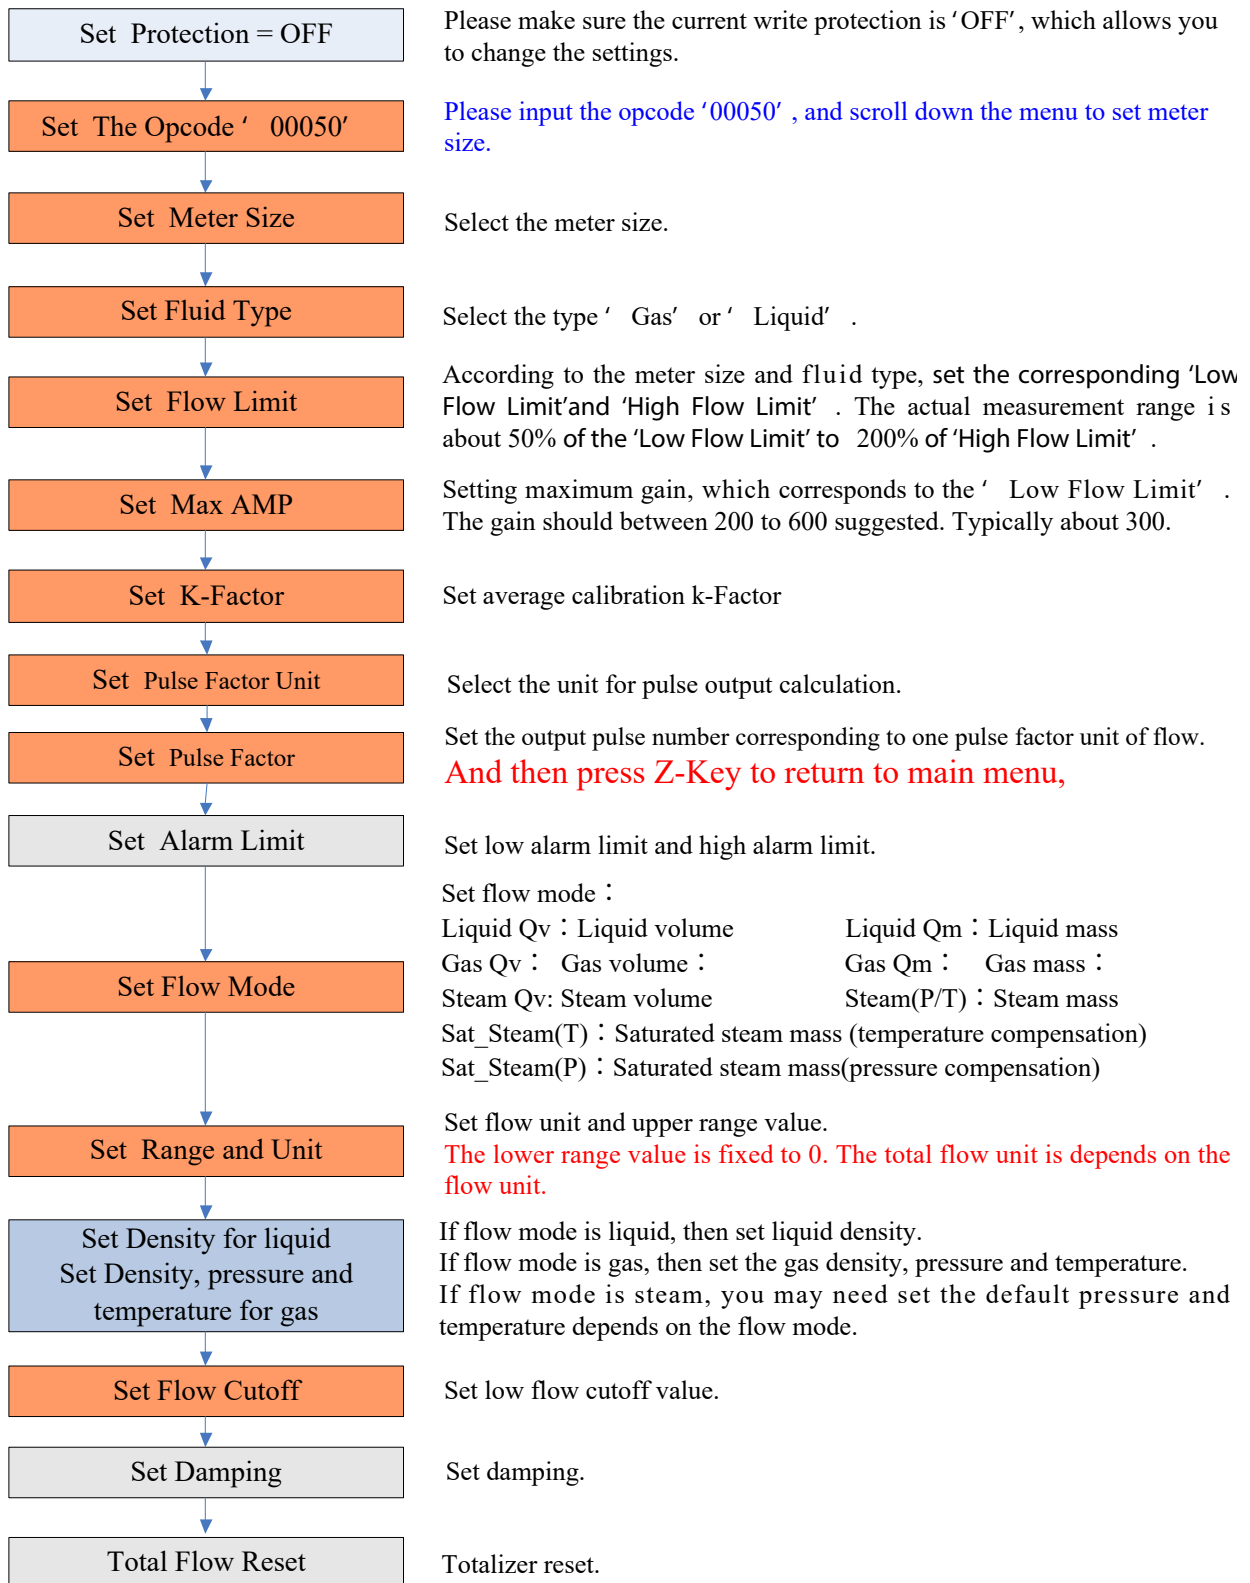 Set Protection = OFF
Please make sure the current write protection is ‘OFF’, which allows you
to change the settings.
Set The Opcode ‘ 00050’
Please input the opcode ‘00050’ , and scroll down the menu to set meter
size.
Set Meter Size
Select the meter size.
Set Fluid Type
Select the type ‘ Gas’ or ‘ Liquid’ .
Set Flow Limit
According to the meter size and fluid type, set the corresponding ‘Low
Flow Limit’and ‘High Flow Limit’ . The actual measurement range is
about 50% of the ‘Low Flow Limit’ to 200% of ‘High Flow Limit’ .
Set Max AMP
Setting maximum gain, which corresponds to the ‘ Low Flow Limit’ .
The gain should between 200 to 600 suggested. Typically about 300.
Set K-Factor
Set average calibration k-Factor
Set Pulse Factor Unit
Select the unit for pulse output calculation.
Set Pulse Factor
Set the output pulse number corresponding to one pulse factor unit of flow.
And then press Z-Key to return to main menu,
Set Alarm Limit
Set low alarm limit and high alarm limit.
Set Flow Mode
Set flow mode：
Liquid Qv：Liquid volume Liquid Qm：Liquid mass
Gas Qv： Gas volume： Gas Qm： Gas mass：
Steam Qv: Steam volume Steam(P/T)：Steam mass
Sat_Steam(T)：Saturated steam mass (temperature compensation)
Sat_Steam(P)：Saturated steam mass(pressure compensation)
Set Range and Unit
Set flow unit and upper range value.
The lower range value is fixed to 0. The total flow unit is depends on the
flow unit.
Set Density for liquid
Set Density, pressure and
temperature for gas
If flow mode is liquid, then set liquid density.
If flow mode is gas, then set the gas density, pressure and temperature.
If flow mode is steam, you may need set the default pressure and
temperature depends on the flow mode.
Set Flow Cutoff
Set low flow cutoff value.
Set Damping
Set damping.
Total Flow Reset
Totalizer reset.